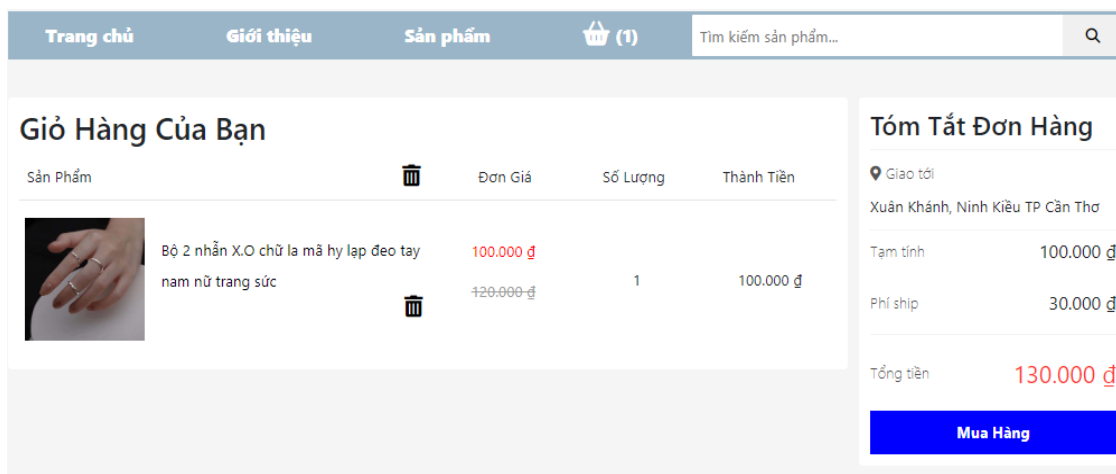 Trang chủ Giới thiệu Sản phẩm (1) Tìm kiếm sản phẩm...
Giỏ Hàng Của Bạn
Sản Phẩm Đơn Giá Số Lượng Thành Tiền
Bộ 2 nhẫn X.O chữ la mã hy lạp đeo tay
nam nữ trang sức
100.000 ₫
120.000 ₫
1
100.000 ₫
Tóm Tắt Đơn Hàng
Giao tới
Xuân Khánh, Ninh Kiều TP Cần Thơ
Tạm tính 100.000 ₫
Phí ship 30.000 ₫
Tổng tiền 130.000 ₫
Mua Hàng